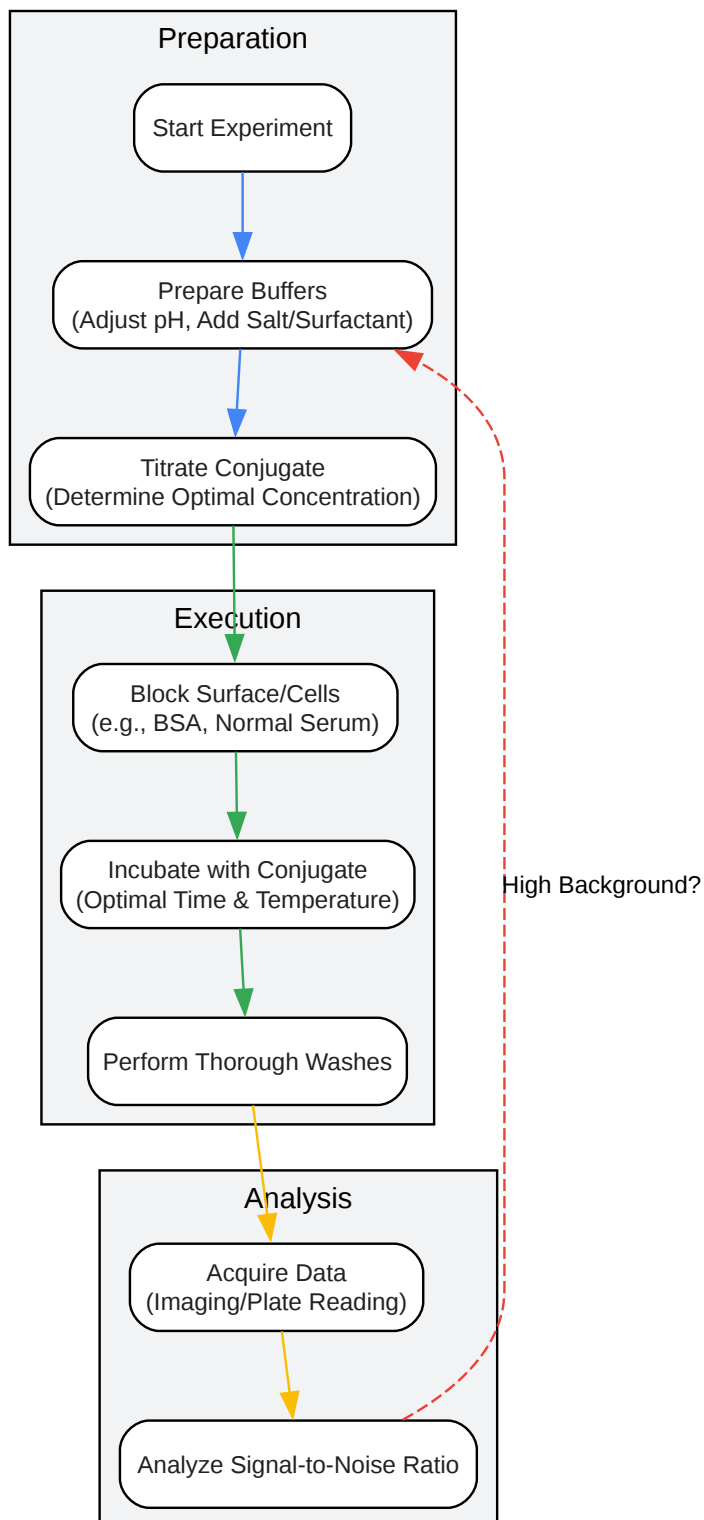 Preparation
Start Experiment
Prepare Buffers
(Adjust pH, Add Salt/Surfactant)
Titrate Conjugate
(Determine Optimal Concentration)
Execution
Block Surface/Cells
(e.g., BSA, Normal Serum)
Incubate with Conjugate
(Optimal Time & Temperature)
High Background?
Perform Thorough Washes
Analysis
Acquire Data
(Imaging/Plate Reading)
Analyze Signal-to-Noise Ratio